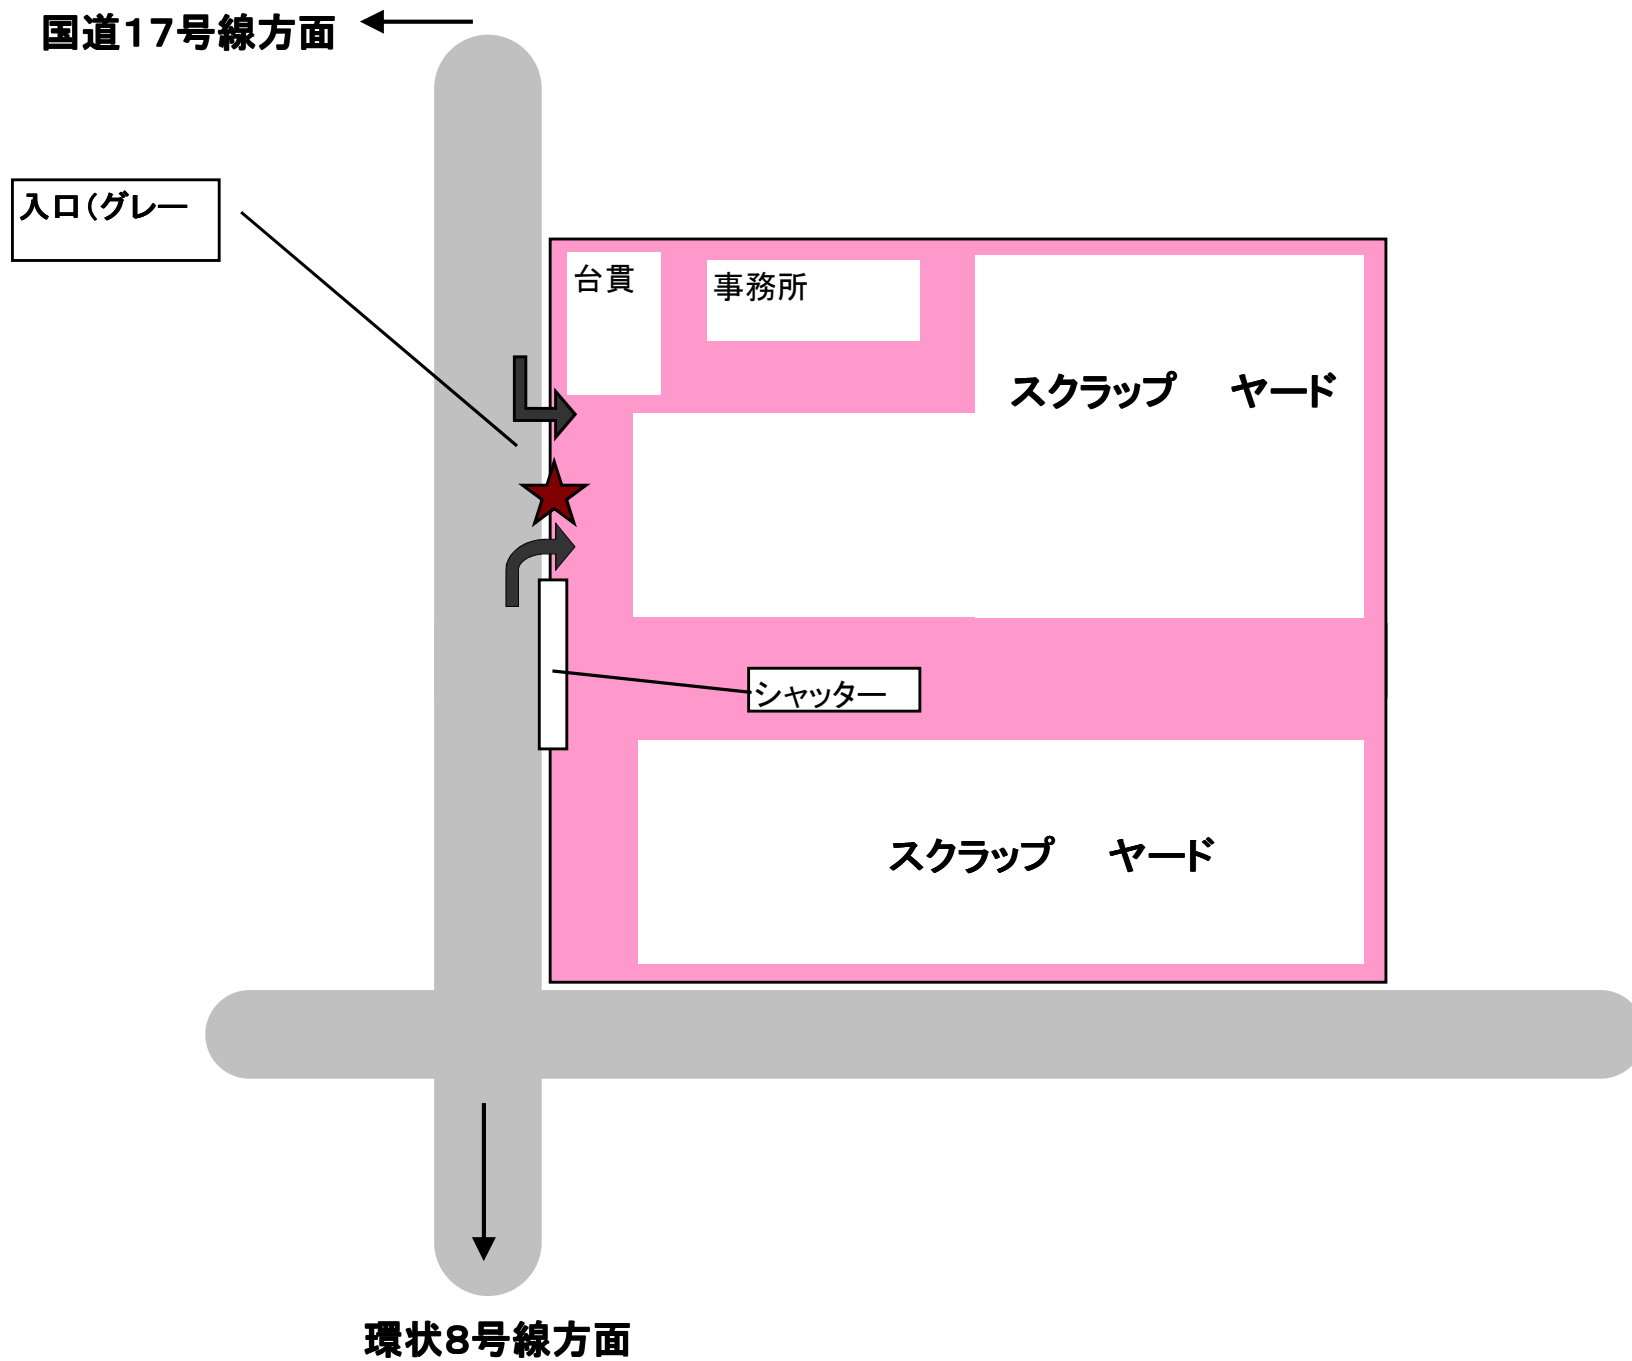 国道17号線方面
入口(グレー
台貫
事務所
スクラップ ヤード
シャッター
スクラップ ヤード
環状8号線方面